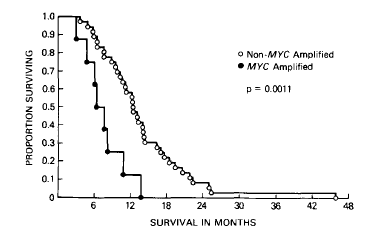 1.0
0.9
0.8
0.7
0.6
0.5
0.4
0.3
0.2
0.1
0
PROPORTION SURVIVING
Non-MYC Amplified
MYC Amplified
p = 0.0011
6 12 18 24 30 36 42 48
SURVIVAL IN MONTHS